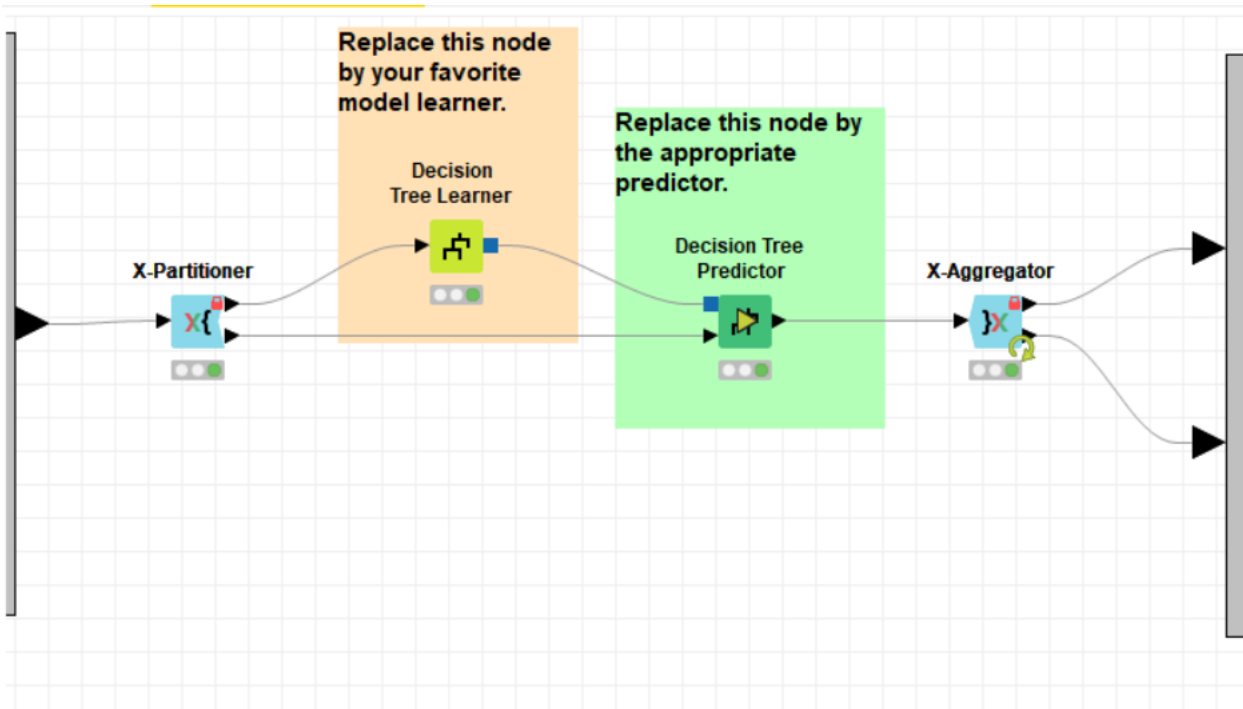 Replace this node
by your favorite
model learner.
Replace this node by
the appropriate
predictor.
Decision
Tree Learner
Decision Tree
Predictor
X-Partitioner
X-Aggregator
X{
}X